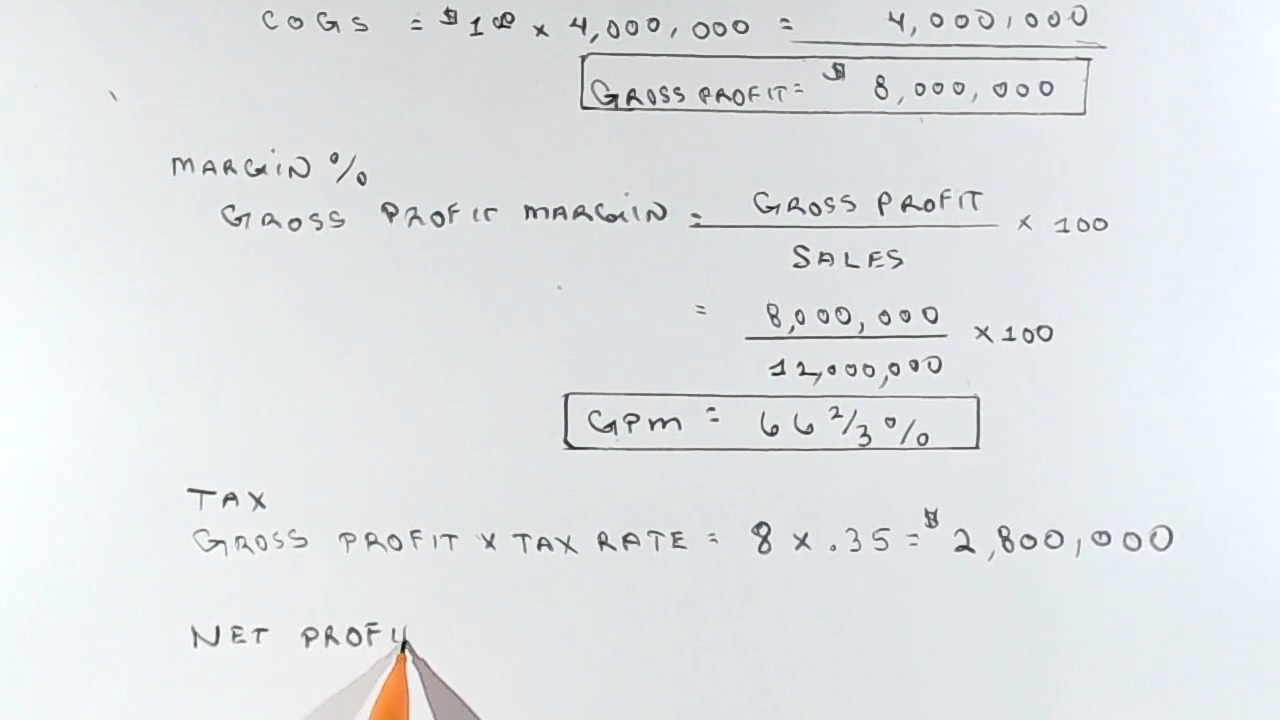 COGS = $1⁰⁰ × 4,000,000 = 4,000,000
GROSS PROFIT = $ 8,000,000
MARGIN %
GROSS PROFIT MARGIN = GROSS PROFIT / SALES × 100
= 8,000,000 / 12,000,000 × 100
GPM = 66 2/3 %
TAX
GROSS PROFIT × TAX RATE = 8 × .35 = $ 2,800,000
NET PROFI